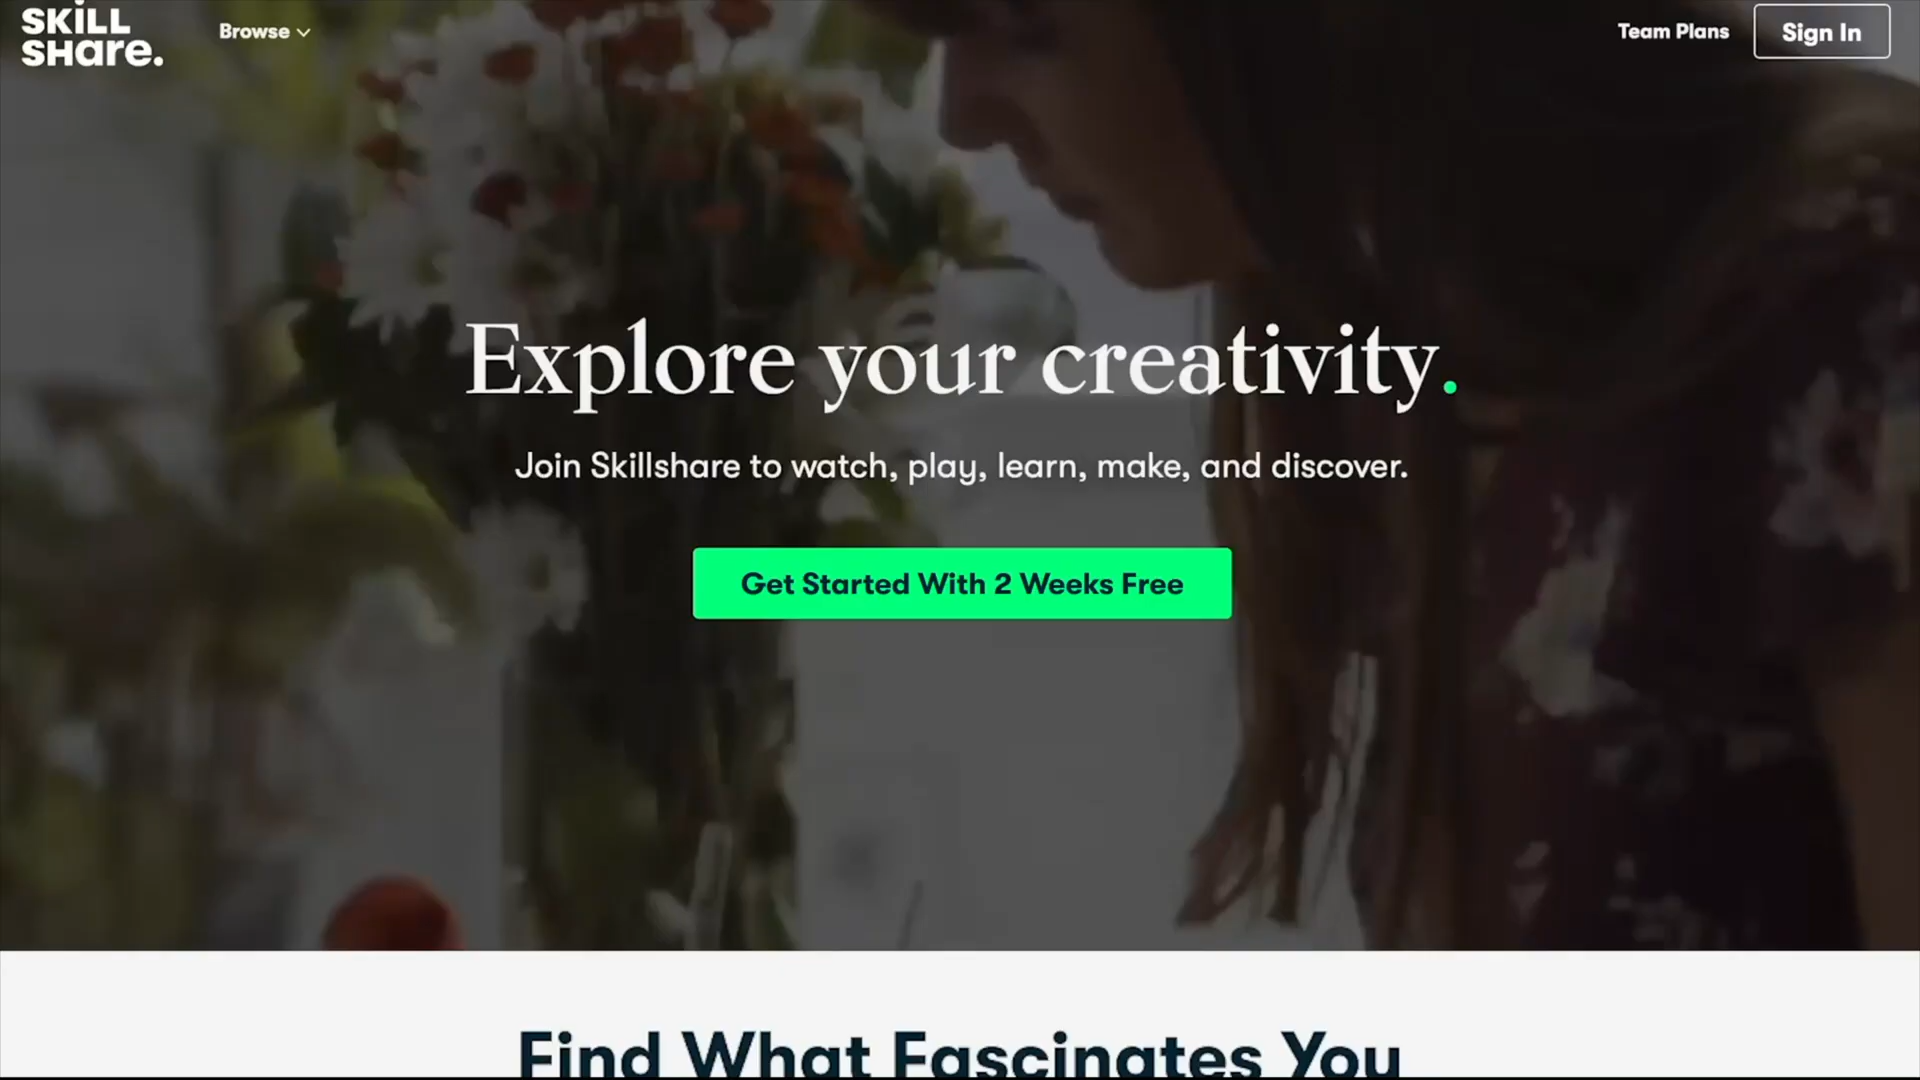 SKILL
SHare.
Browse
Team Plans
Sign In
Explore your creativity.
Join Skillshare to watch, play, learn, make, and discover.
Get Started With 2 Weeks Free
Find What Fascinates You